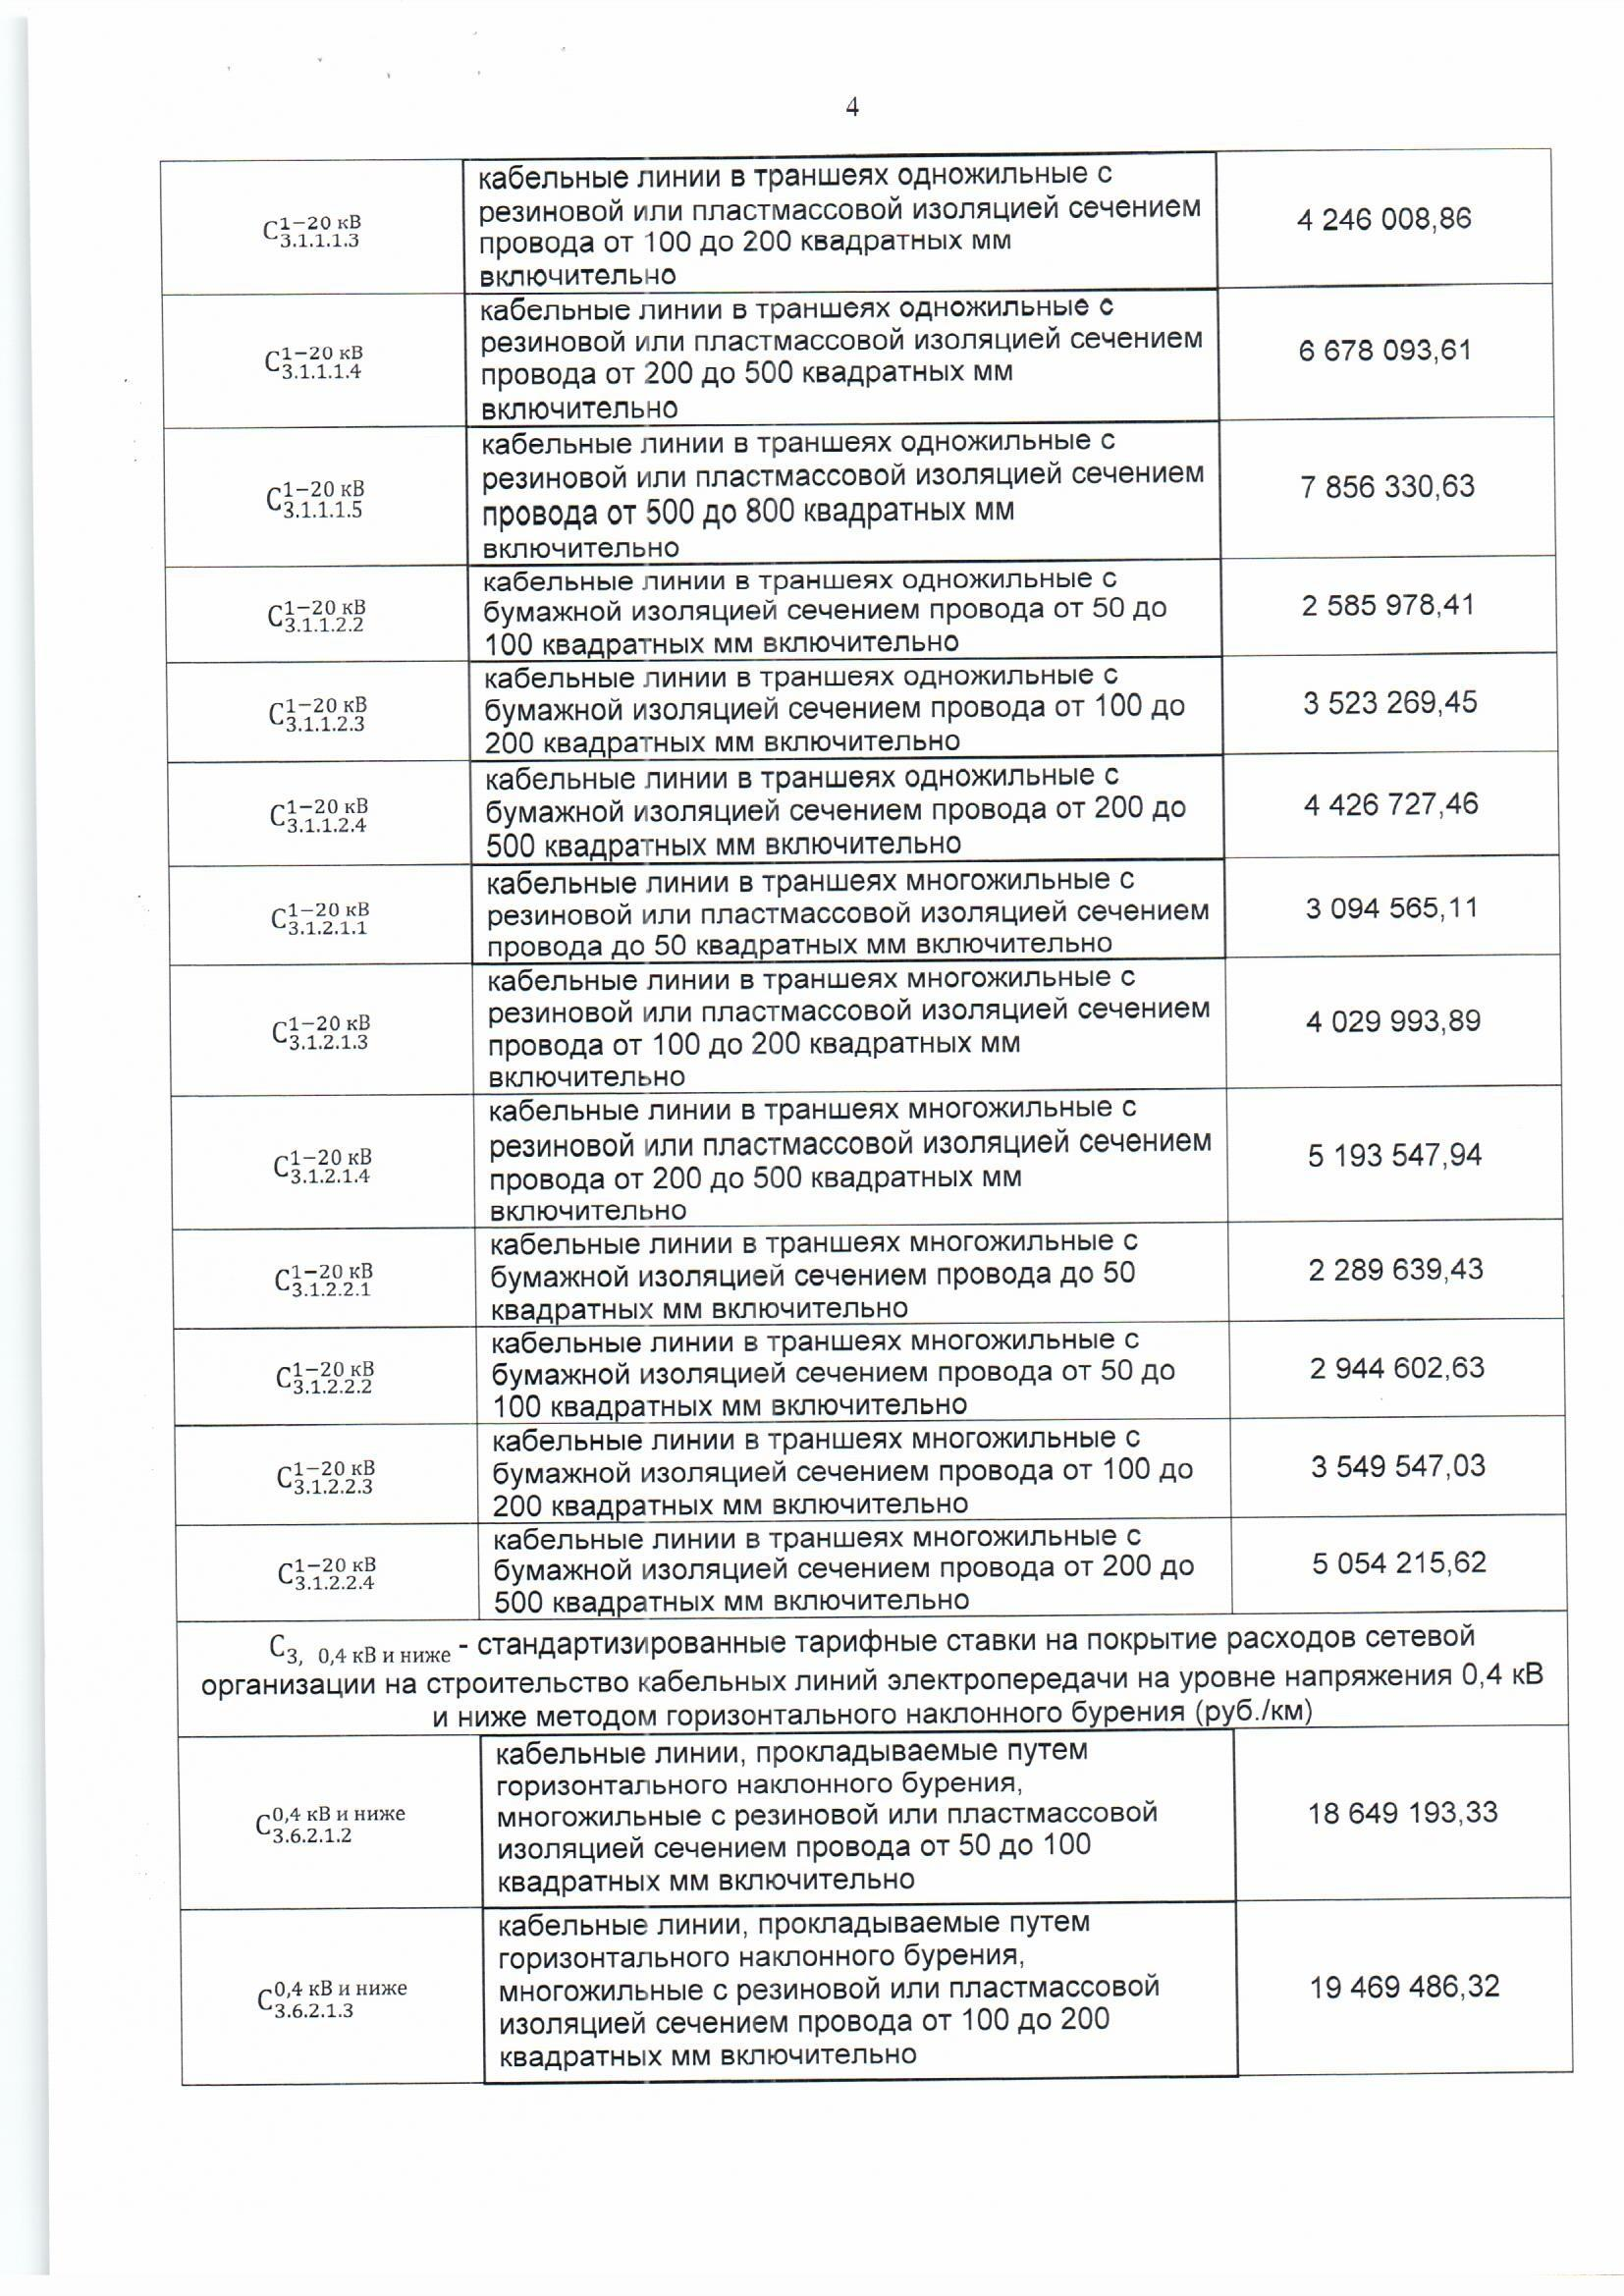 4
C 1–20 кВ 3.1.1.1.3
кабельные линии в траншеях одножильные с
резиновой или пластмассовой изоляцией сечением
провода от 100 до 200 квадратных мм
включительно
4 246 008,86
C 1–20 кВ 3.1.1.1.4
кабельные линии в траншеях одножильные с
резиновой или пластмассовой изоляцией сечением
провода от 200 до 500 квадратных мм
включительно
6 678 093,61
C 1–20 кВ 3.1.1.1.5
кабельные линии в траншеях одножильные с
резиновой или пластмассовой изоляцией сечением
провода от 500 до 800 квадратных мм
включительно
7 856 330,63
C 1–20 кВ 3.1.1.2.2
кабельные линии в траншеях одножильные с
бумажной изоляцией сечением провода от 50 до
100 квадратных мм включительно
2 585 978,41
C 1–20 кВ 3.1.1.2.3
кабельные линии в траншеях одножильные с
бумажной изоляцией сечением провода от 100 до
200 квадратных мм включительно
3 523 269,45
C 1–20 кВ 3.1.1.2.4
кабельные линии в траншеях одножильные с
бумажной изоляцией сечением провода от 200 до
500 квадратных мм включительно
4 426 727,46
C 1–20 кВ 3.1.2.1.1
кабельные линии в траншеях многожильные с
резиновой или пластмассовой изоляцией сечением
провода до 50 квадратных мм включительно
3 094 565,11
C 1–20 кВ 3.1.2.1.3
кабельные линии в траншеях многожильные с
резиновой или пластмассовой изоляцией сечением
провода от 100 до 200 квадратных мм
включительно
4 029 993,89
C 1–20 кВ 3.1.2.1.4
кабельные линии в траншеях многожильные с
резиновой или пластмассовой изоляцией сечением
провода от 200 до 500 квадратных мм
включительно
5 193 547,94
C 1–20 кВ 3.1.2.2.1
кабельные линии в траншеях многожильные с
бумажной изоляцией сечением провода до 50
квадратных мм включительно
2 289 639,43
C 1–20 кВ 3.1.2.2.2
кабельные линии в траншеях многожильные с
бумажной изоляцией сечением провода от 50 до
100 квадратных мм включительно
2 944 602,63
C 1–20 кВ 3.1.2.2.3
кабельные линии в траншеях многожильные с
бумажной изоляцией сечением провода от 100 до
200 квадратных мм включительно
3 549 547,03
C 1–20 кВ 3.1.2.2.4
кабельные линии в траншеях многожильные с
бумажной изоляцией сечением провода от 200 до
500 квадратных мм включительно
5 054 215,62
C 3, 0,4 кВ и ниже - стандартизированные тарифные ставки на покрытие расходов сетевой
организации на строительство кабельных линий электропередачи на уровне напряжения 0,4 кВ
и ниже методом горизонтального наклонного бурения (руб./км)
C 0,4 кВ и ниже 3.6.2.1.2
кабельные линии, прокладываемые путем
горизонтального наклонного бурения,
многожильные с резиновой или пластмассовой
изоляцией сечением провода от 50 до 100
квадратных мм включительно
18 649 193,33
C 0,4 кВ и ниже 3.6.2.1.3
кабельные линии, прокладываемые путем
горизонтального наклонного бурения,
многожильные с резиновой или пластмассовой
изоляцией сечением провода от 100 до 200
квадратных мм включительно
19 469 486,32